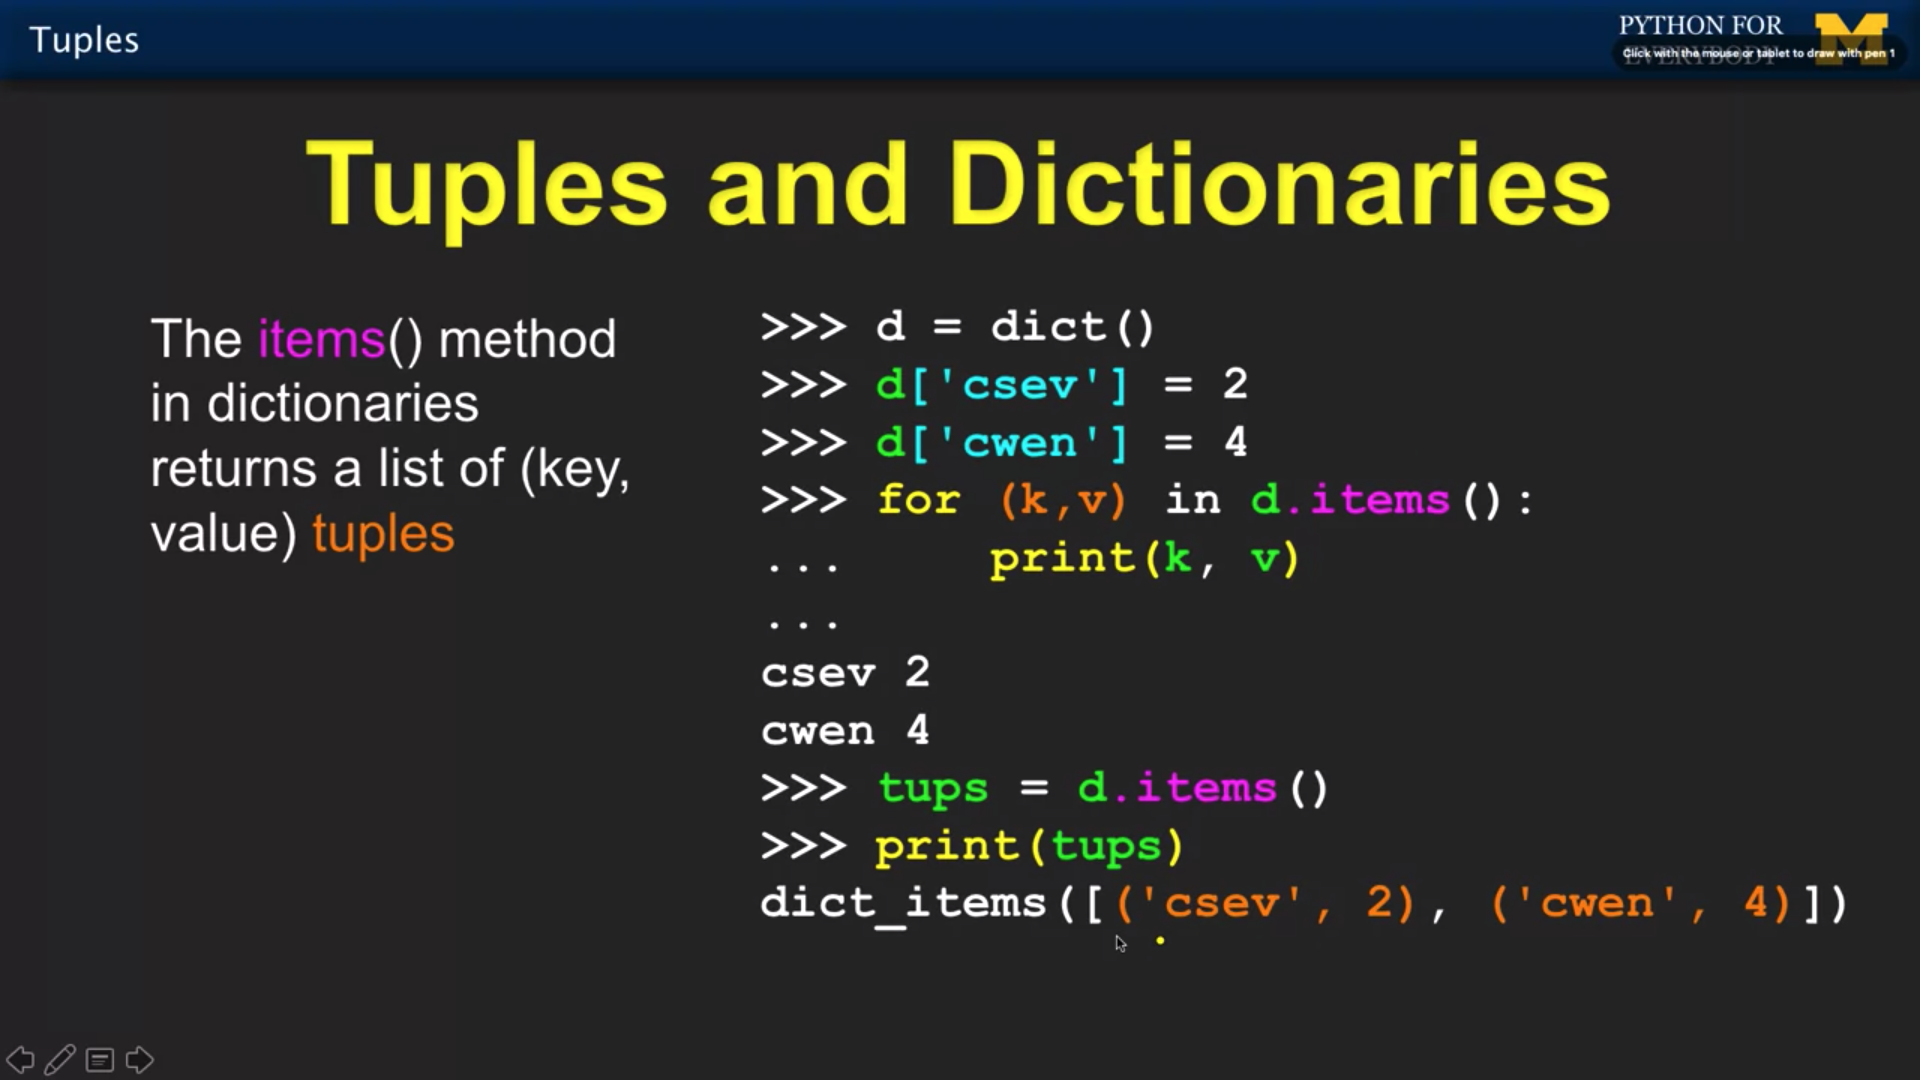 Tuples
PYTHON FOR
EVERYBODY
Click with the mouse or tablet to draw with pen 1
Tuples and Dictionaries
The items() method
in dictionaries
returns a list of (key,
value) tuples
>>> d = dict()
>>> d['csev'] = 2
>>> d['cwen'] = 4
>>> for (k,v) in d.items():
...     print(k, v)
...
csev 2
cwen 4
>>> tups = d.items()
>>> print(tups)
dict_items([('csev', 2), ('cwen', 4)])